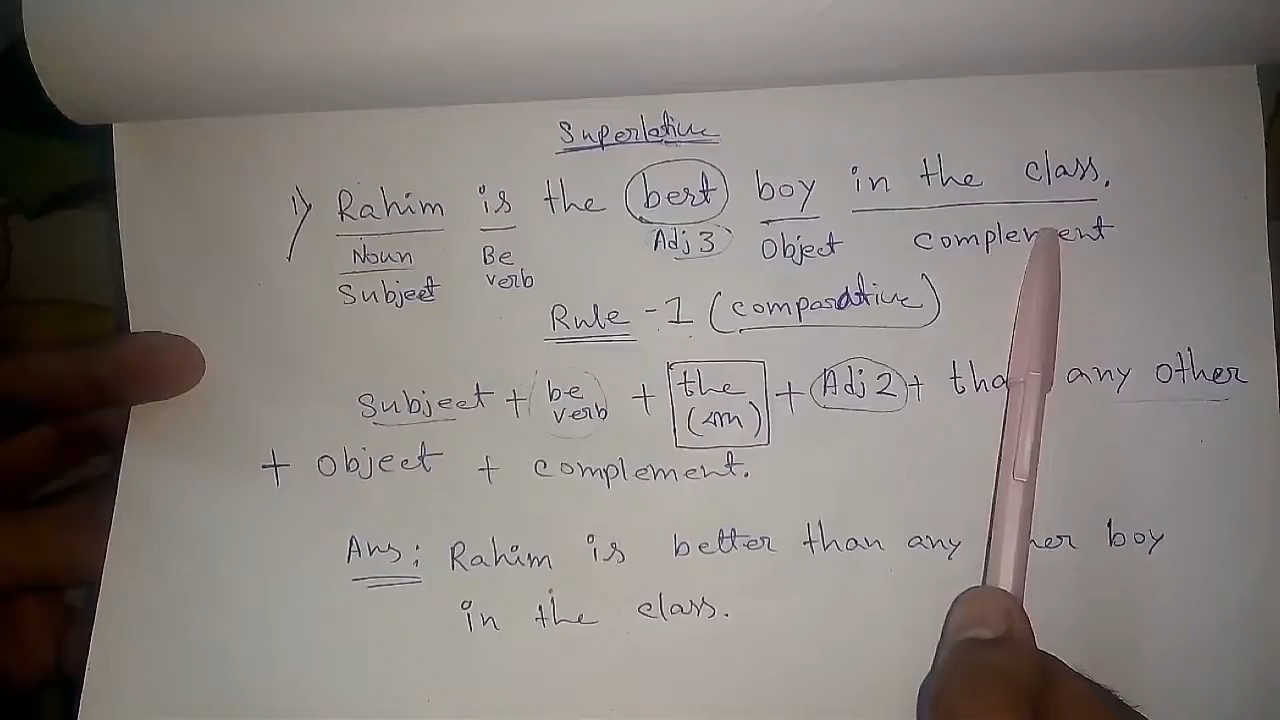 Superlative
1) Rahim is the best boy in the class.
Noun Be verb Adj 3 Object complement
Subject
Rule-1 (comparative)
Subject + be verb + the + Adj 2 + than any other
+ object + complement.
Ans: Rahim is better than any other boy
in the class.